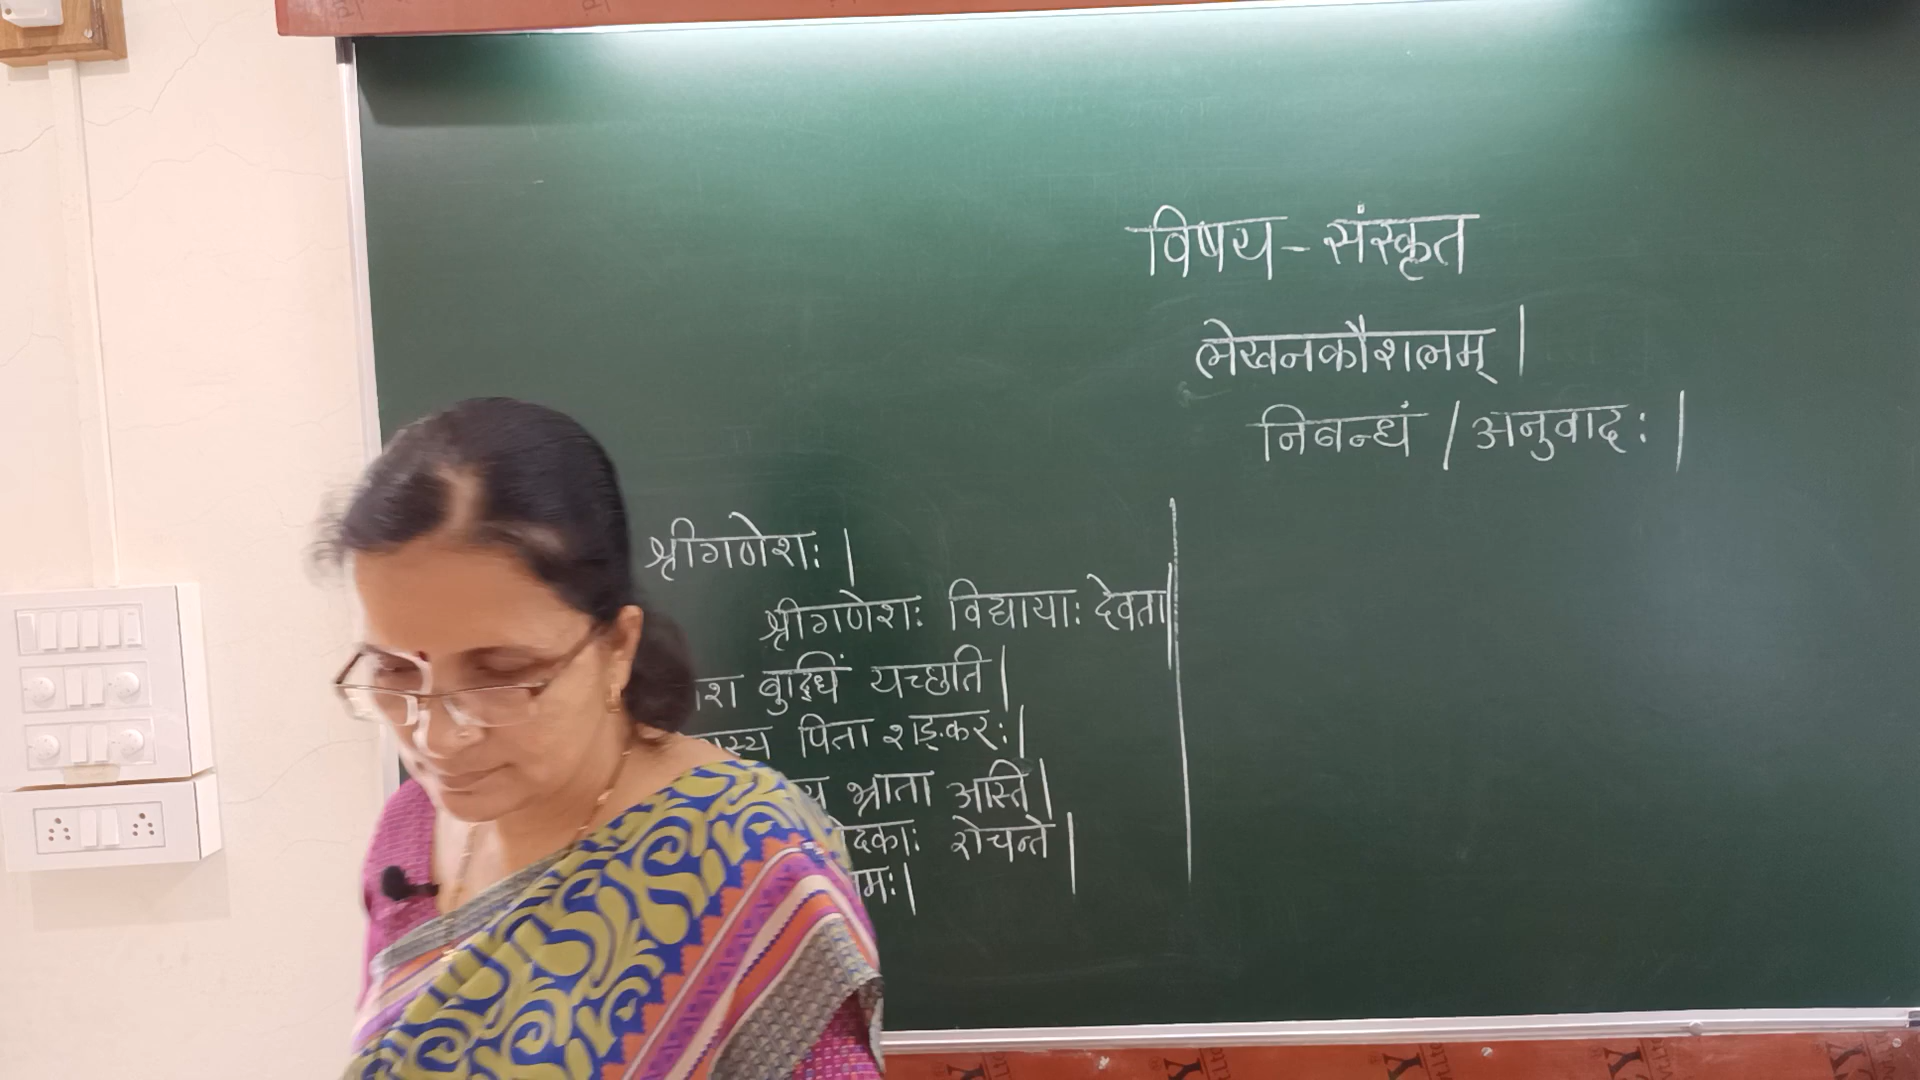 विषय - संस्कृत
लेखनकौशलम् |
निबन्धं / अनुवादः |
श्रीगणेशः |
श्रीगणेशः विद्यायाः देवता |
बुद्धिं यच्छति |
पिता शङ्करः |
भ्राता अस्ति |
रोचन्ते |